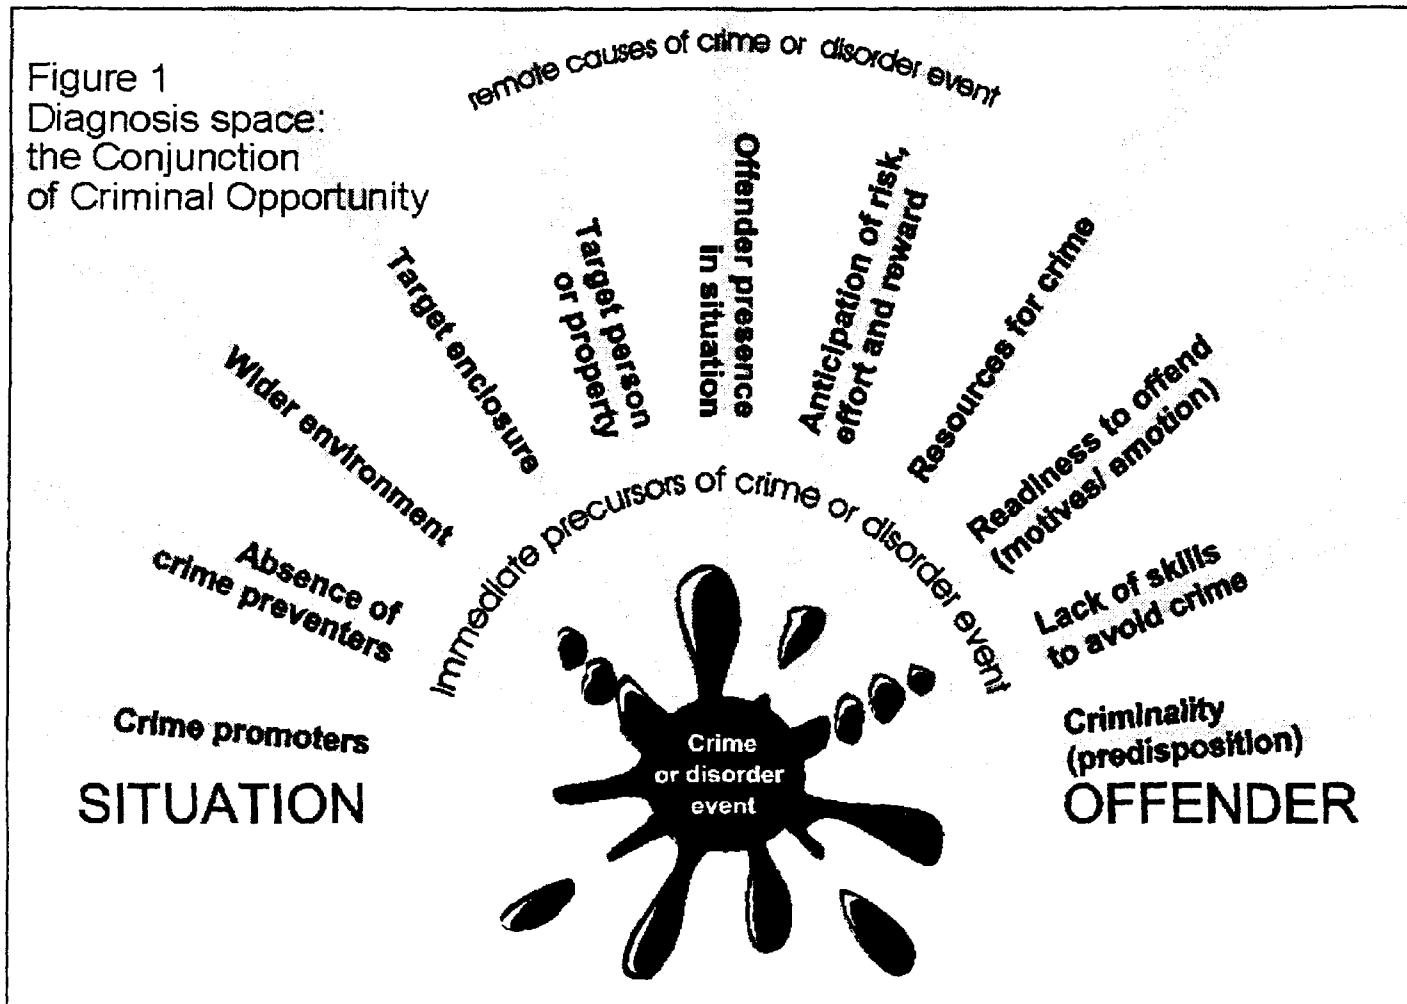 Figure 1
Diagnosis space:
the Conjunction
of Criminal Opportunity
remote causes of crime or disorder event
Crime promoters
Absence of
crime preventers
Wider environment
Target enclosure
Target person
or property
Offender presence
in situation
Anticipation of risk,
effort and reward
Resources for crime
Readiness to offend
(motives/ emotion)
Lack of skills
to avoid crime
Criminality
(predisposition)
Immediate precursors of crime or disorder event
Crime
or disorder
event
SITUATION
OFFENDER